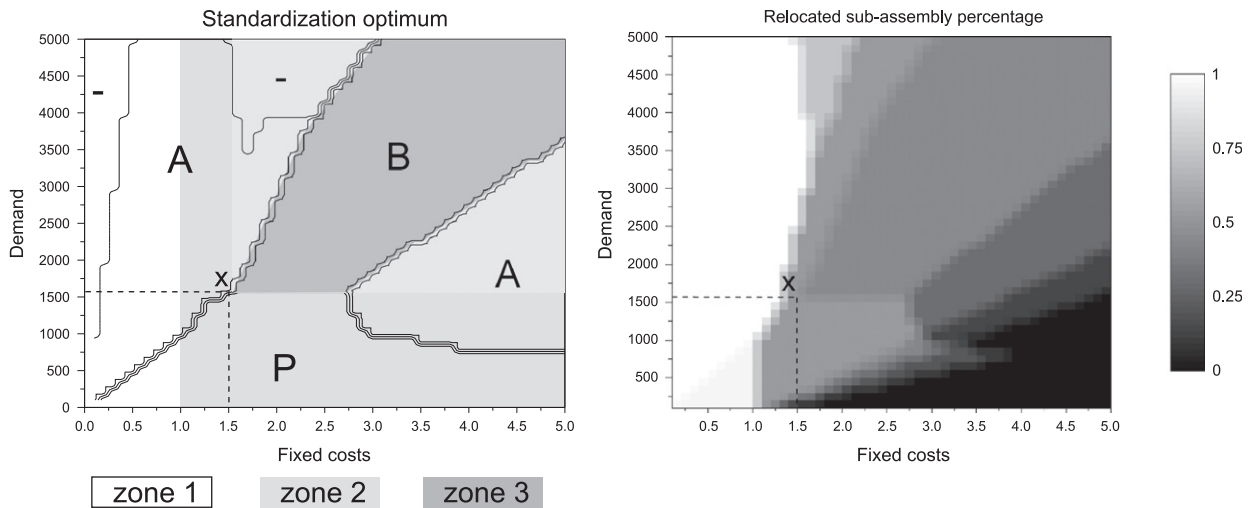 Standardization optimum
5000
4500
4000
3500
3000
2500
2000
1500
1000
500
0
Demand
-
-
A
B
x
A
P
0.0 0.5 1.0 1.5 2.0 2.5 3.0 3.5 4.0 4.5 5.0
Fixed costs
zone 1 zone 2 zone 3
Relocated sub-assembly percentage
5000
4500
4000
3500
3000
2500
2000
1500
1000
500
Demand
x
0.5 1.0 1.5 2.0 2.5 3.0 3.5 4.0 4.5 5.0
Fixed costs
1
0.75
0.5
0.25
0